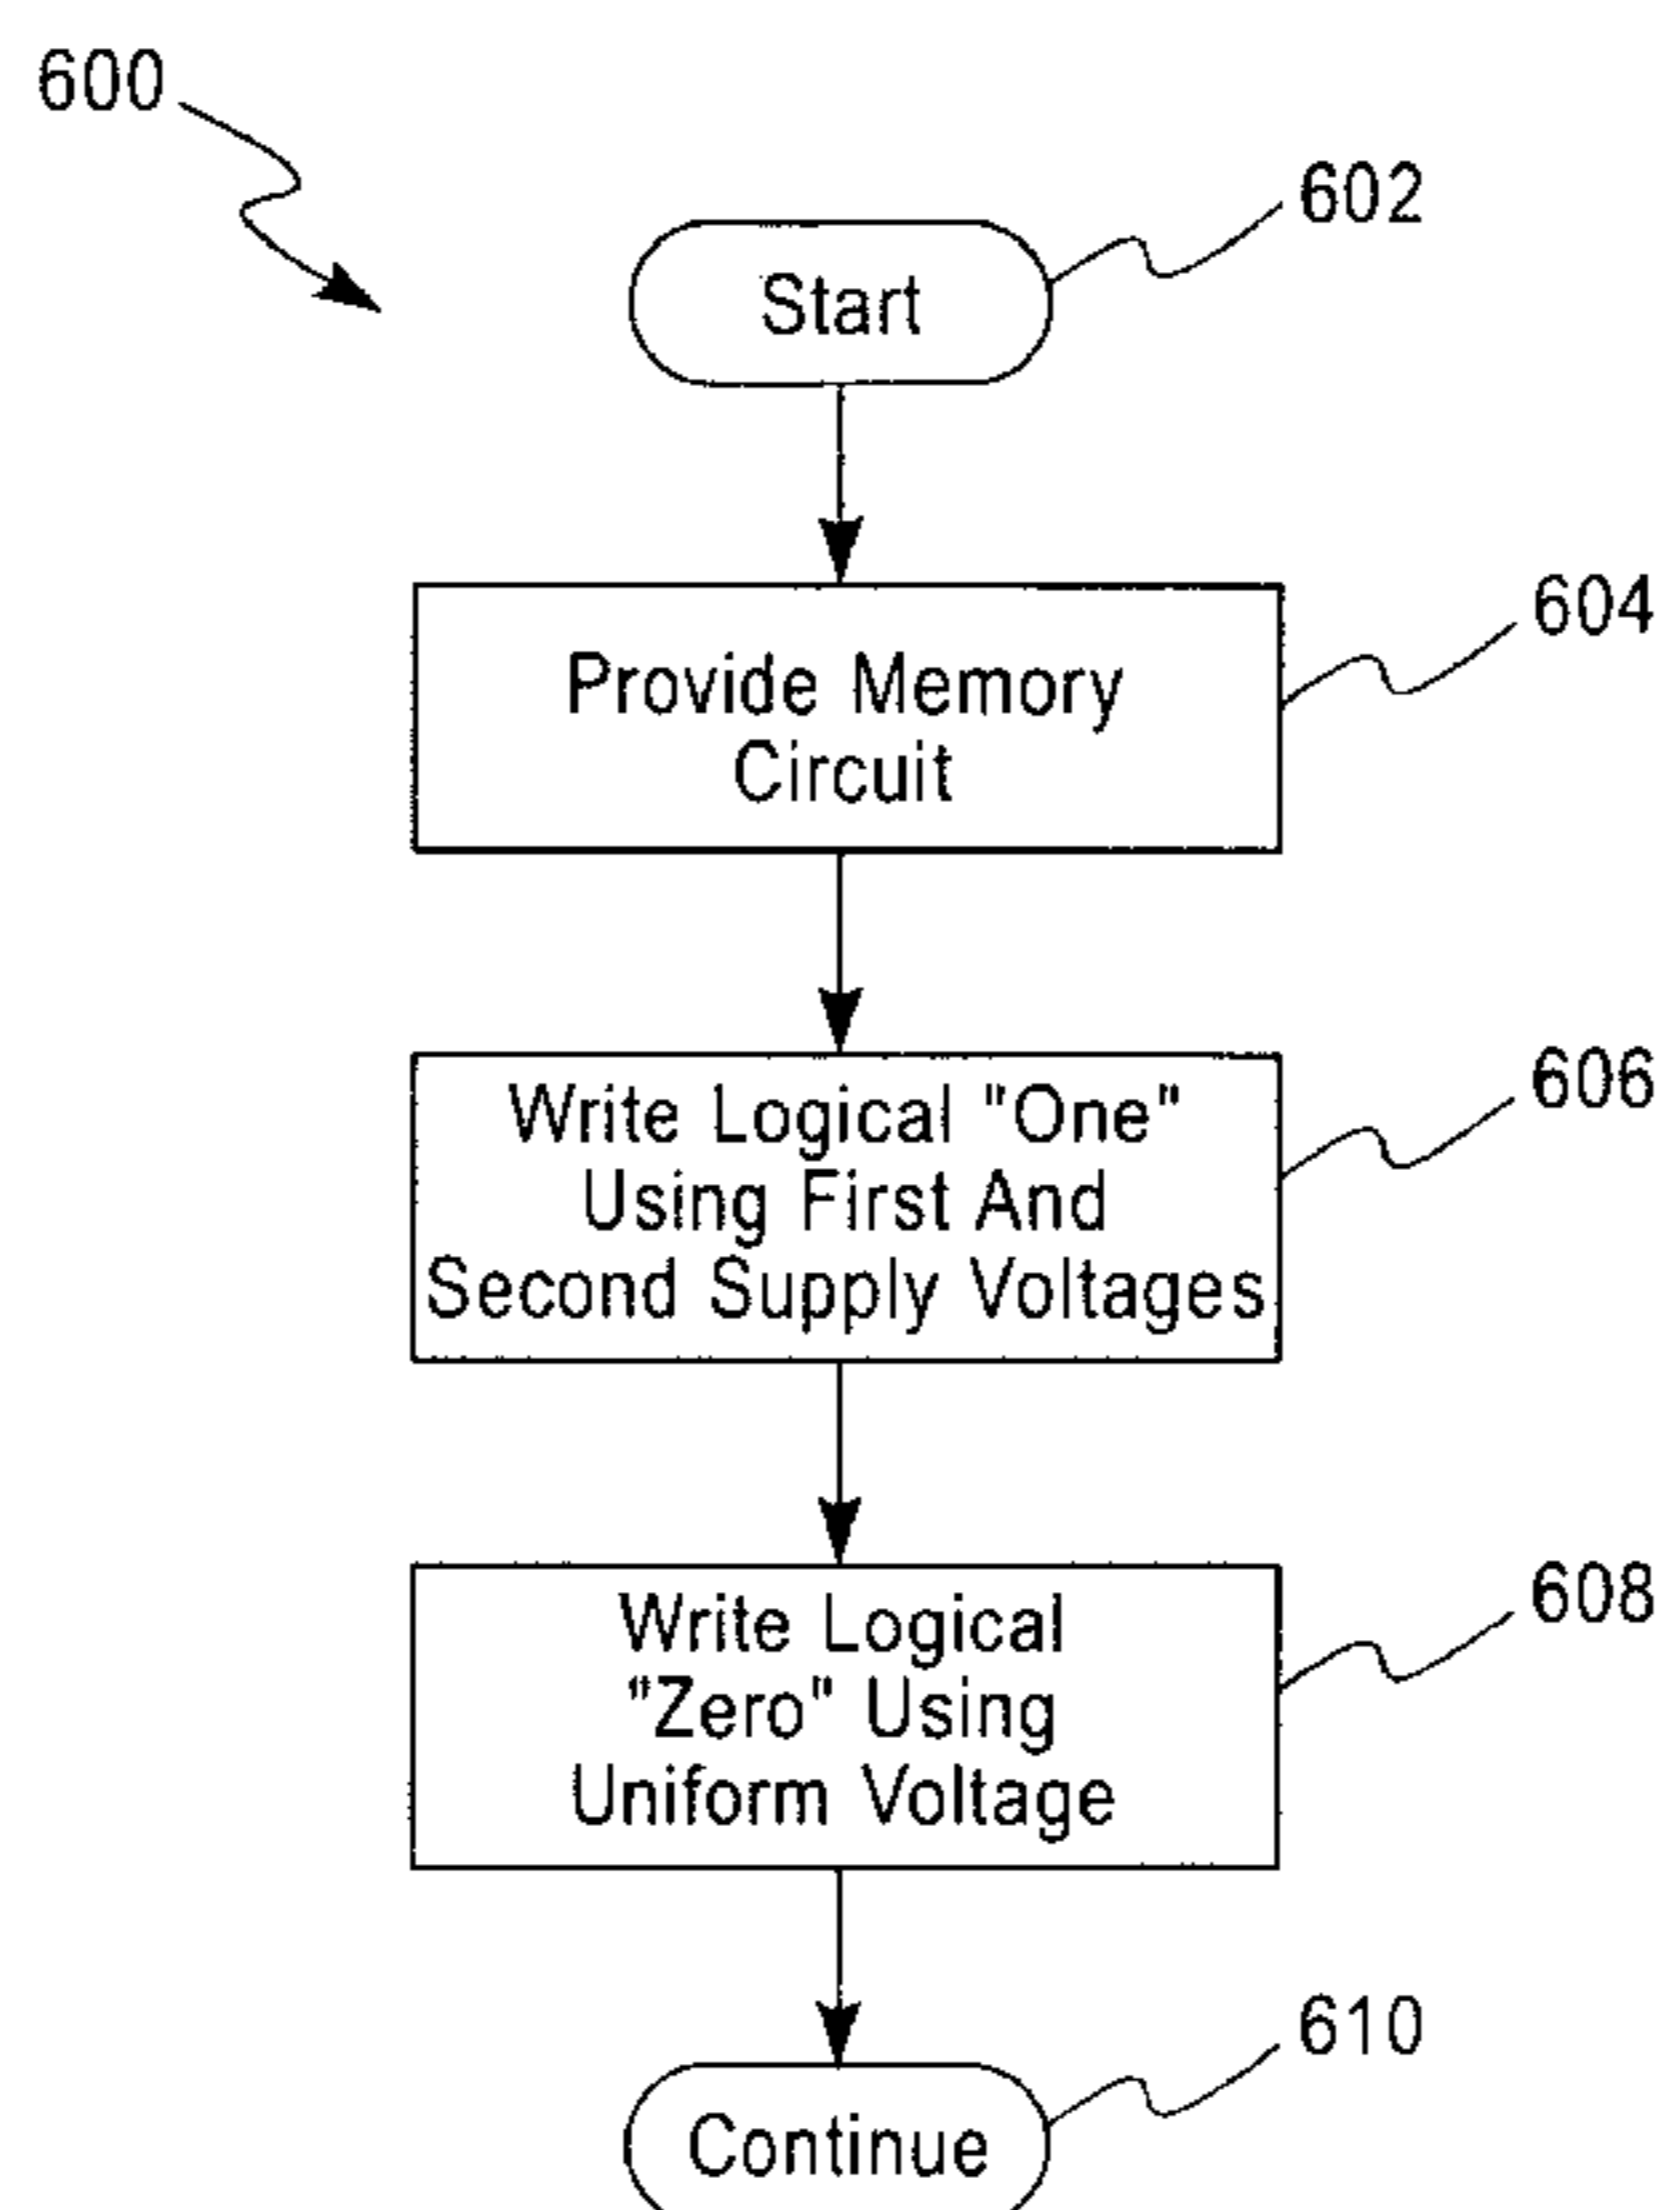 600
602
Start
604
Provide Memory
Circuit
606
Write Logical "One"
Using First And
Second Supply Voltages
608
Write Logical
"Zero" Using
Uniform Voltage
610
Continue